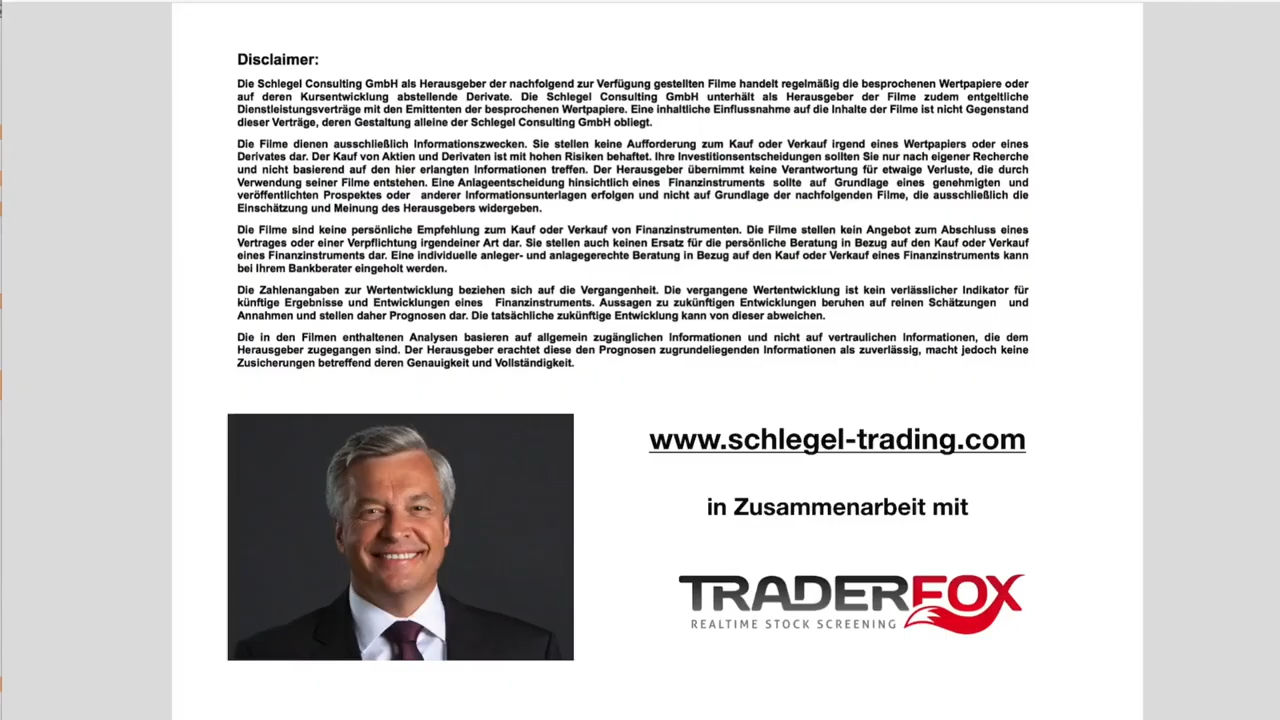 Disclaimer:
Die Schlegel Consulting GmbH als Herausgeber der nachfolgend zur Verfügung gestellten Filme handelt regelmäßig die besprochenen Wertpapiere oder
auf deren Kursentwicklung abstellende Derivate. Die Schlegel Consulting GmbH unterhält als Herausgeber der Filme zudem entgeltliche
Dienstleistungsverträge mit den Emittenten der besprochenen Wertpapiere. Eine inhaltliche Einflussnahme auf die Inhalte der Filme ist nicht Gegenstand
dieser Verträge, deren Gestaltung alleine der Schlegel Consulting GmbH obliegt.
Die Filme dienen ausschließlich Informationszwecken. Sie stellen keine Aufforderung zum Kauf oder Verkauf irgend eines Wertpapiers oder eines
Derivates dar. Der Kauf von Aktien und Derivaten ist mit hohen Risiken behaftet. Ihre Investitionsentscheidungen sollten Sie nur nach eigener Recherche
und nicht basierend auf den hier erlangten Informationen treffen. Der Herausgeber übernimmt keine Verantwortung für etwaige Verluste, die durch
Verwendung seiner Filme entstehen. Eine Anlageentscheidung hinsichtlich eines Finanzinstruments sollte auf Grundlage eines genehmigten und
veröffentlichten Prospektes oder anderer Informationsunterlagen erfolgen und nicht auf Grundlage der nachfolgenden Filme, die ausschließlich die
Einschätzung und Meinung des Herausgebers widergeben.
Die Filme sind keine persönliche Empfehlung zum Kauf oder Verkauf von Finanzinstrumenten. Die Filme stellen kein Angebot zum Abschluss eines
Vertrages oder einer Verpflichtung irgendeiner Art dar. Sie stellen auch keinen Ersatz für die persönliche Beratung in Bezug auf den Kauf oder Verkauf
eines Finanzinstruments dar. Eine individuelle anleger- und anlagegerechte Beratung in Bezug auf den Kauf oder Verkauf eines Finanzinstruments kann
bei Ihrem Bankberater eingeholt werden.
Die Zahlenangaben zur Wertentwicklung beziehen sich auf die Vergangenheit. Die vergangene Wertentwicklung ist kein verlässlicher Indikator für
künftige Ergebnisse und Entwicklungen eines Finanzinstruments. Aussagen zu zukünftigen Entwicklungen beruhen auf reinen Schätzungen und
Annahmen und stellen daher Prognosen dar. Die tatsächliche zukünftige Entwicklung kann von dieser abweichen.
Die in den Filmen enthaltenen Analysen basieren auf allgemein zugänglichen Informationen und nicht auf vertraulichen Informationen, die dem
Herausgeber zugegangen sind. Der Herausgeber erachtet diese den Prognosen zugrundeliegenden Informationen als zuverlässig, macht jedoch keine
Zusicherungen betreffend deren Genauigkeit und Vollständigkeit.
www.schlegel-trading.com
in Zusammenarbeit mit
TRADERFOX
REALTIME STOCK SCREENING